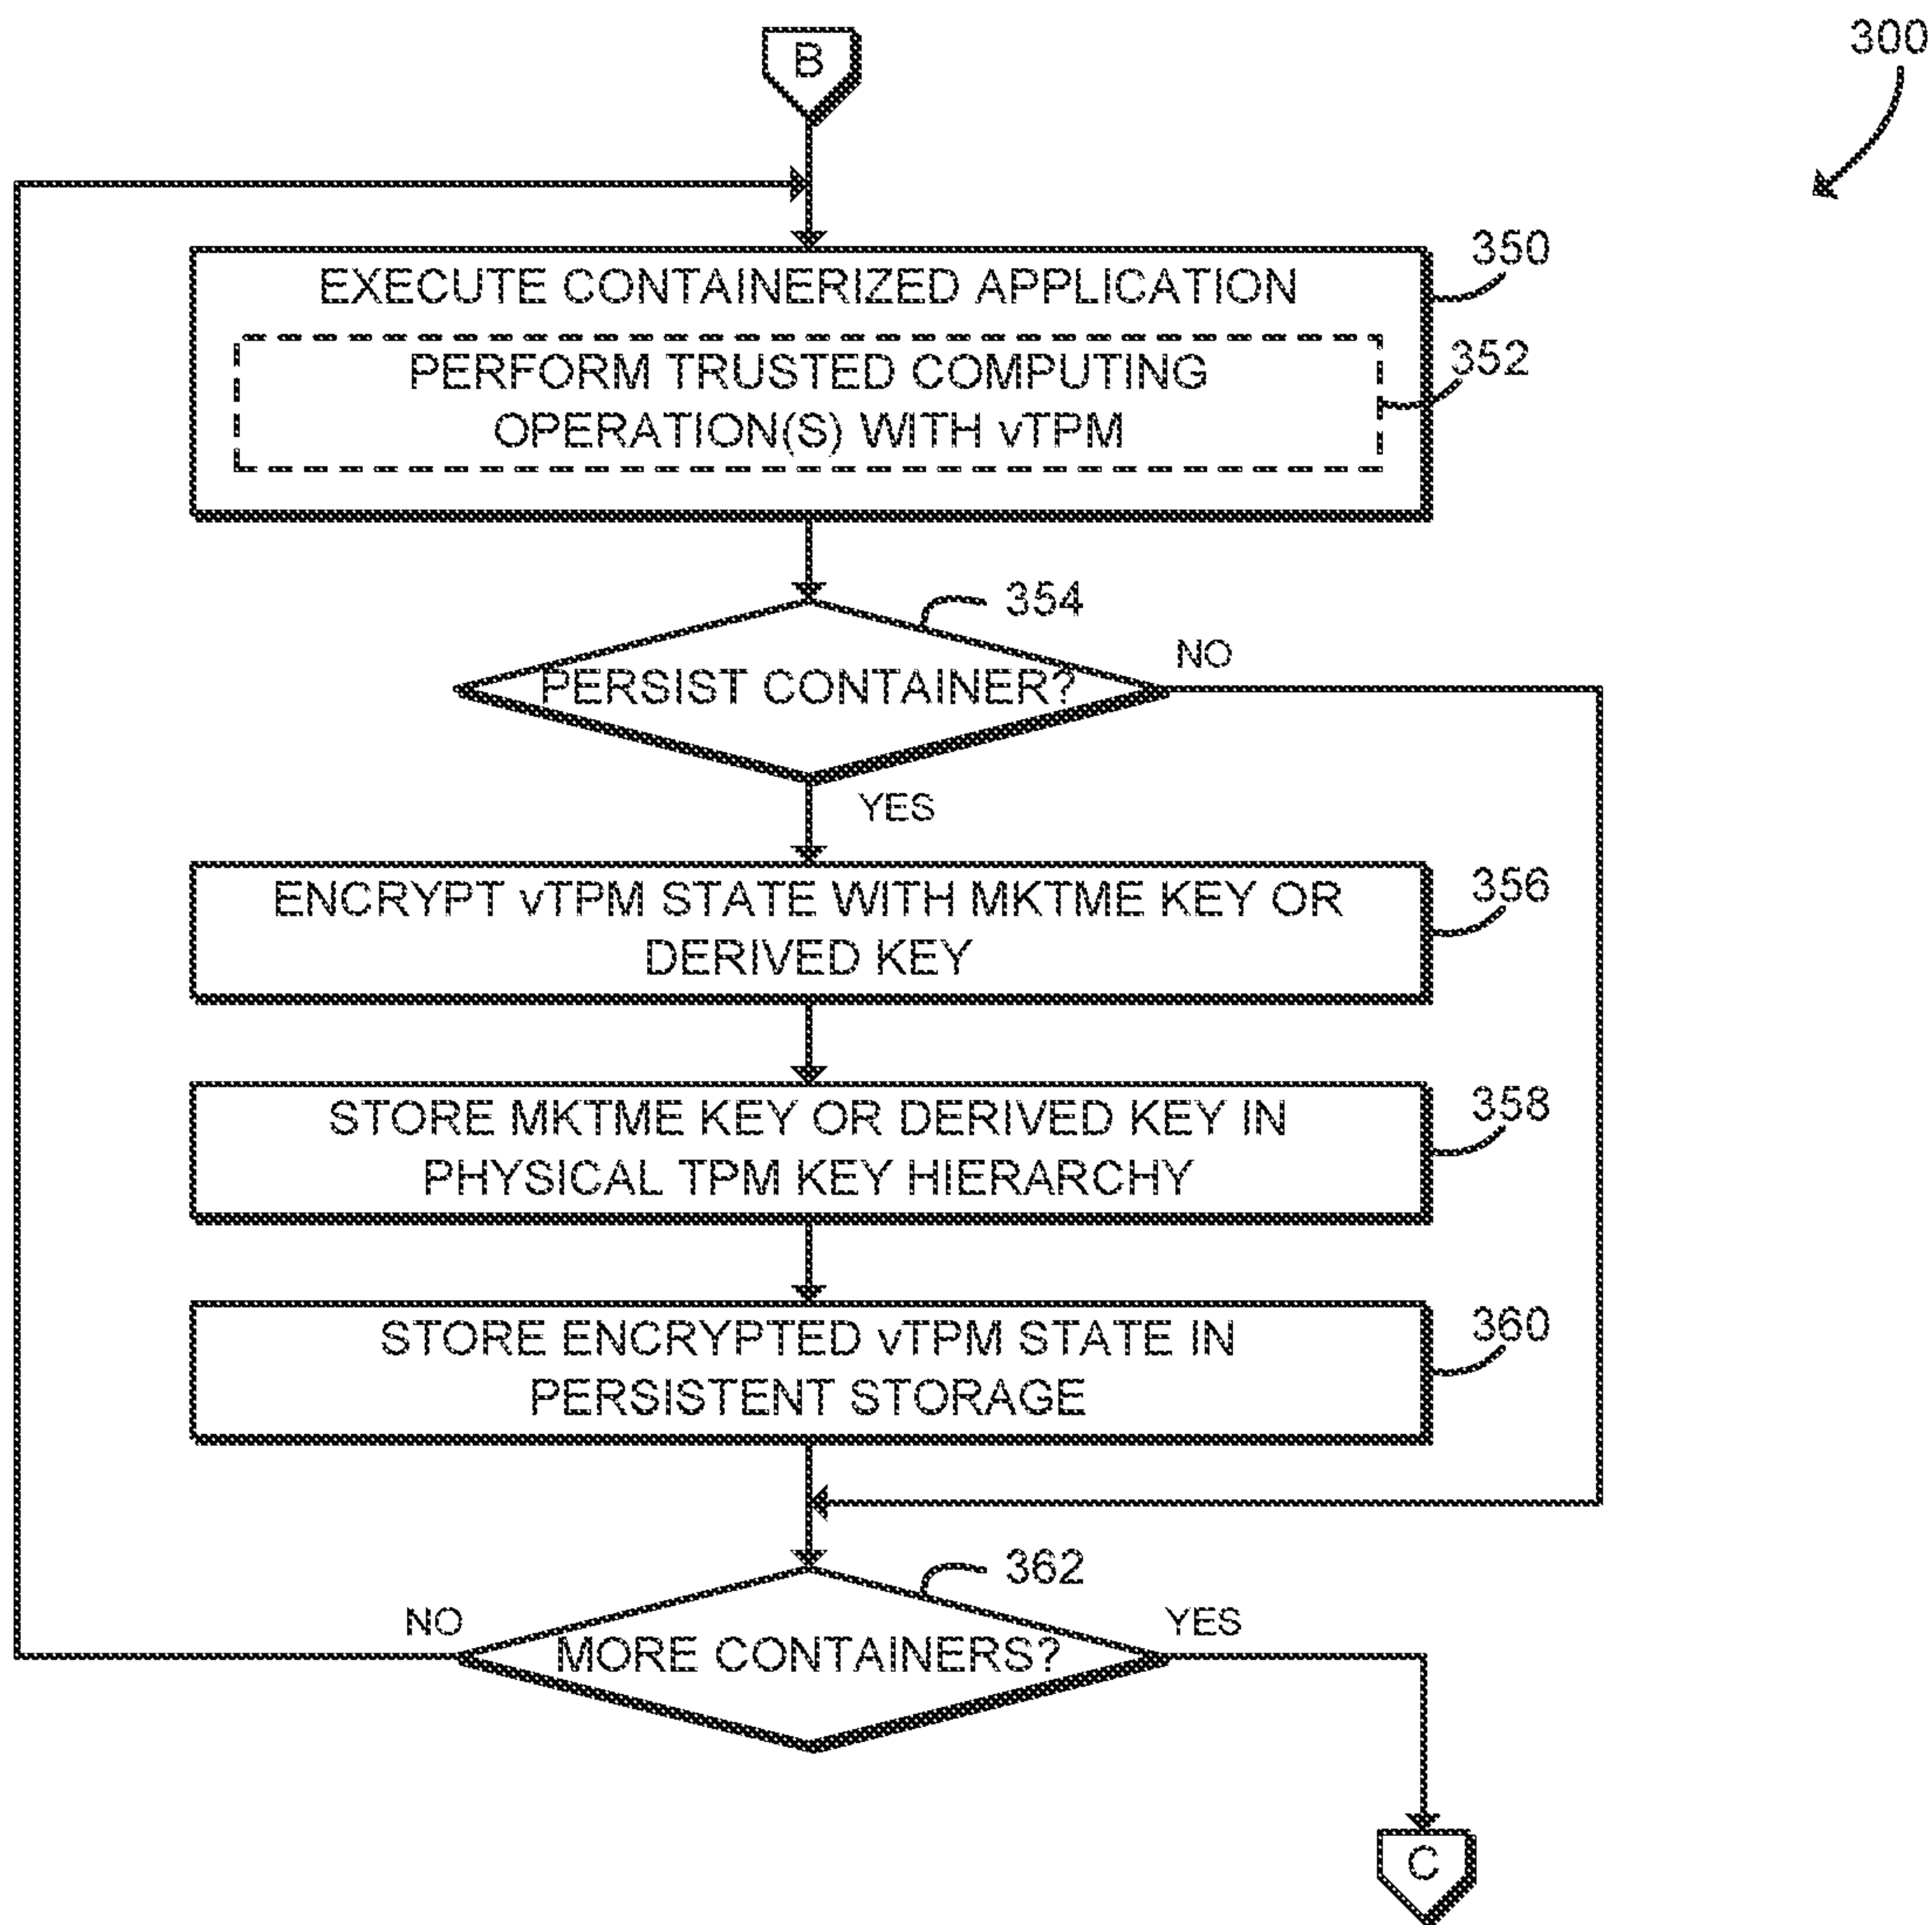 B
300
EXECUTE CONTAINERIZED APPLICATION
350
PERFORM TRUSTED COMPUTING
OPERATION(S) WITH vTPM
352
354
PERSIST CONTAINER?
NO
YES
ENCRYPT vTPM STATE WITH MKTME KEY OR
DERIVED KEY
356
STORE MKTME KEY OR DERIVED KEY IN
PHYSICAL TPM KEY HIERARCHY
358
STORE ENCRYPTED vTPM STATE IN
PERSISTENT STORAGE
360
362
NO
MORE CONTAINERS?
YES
C